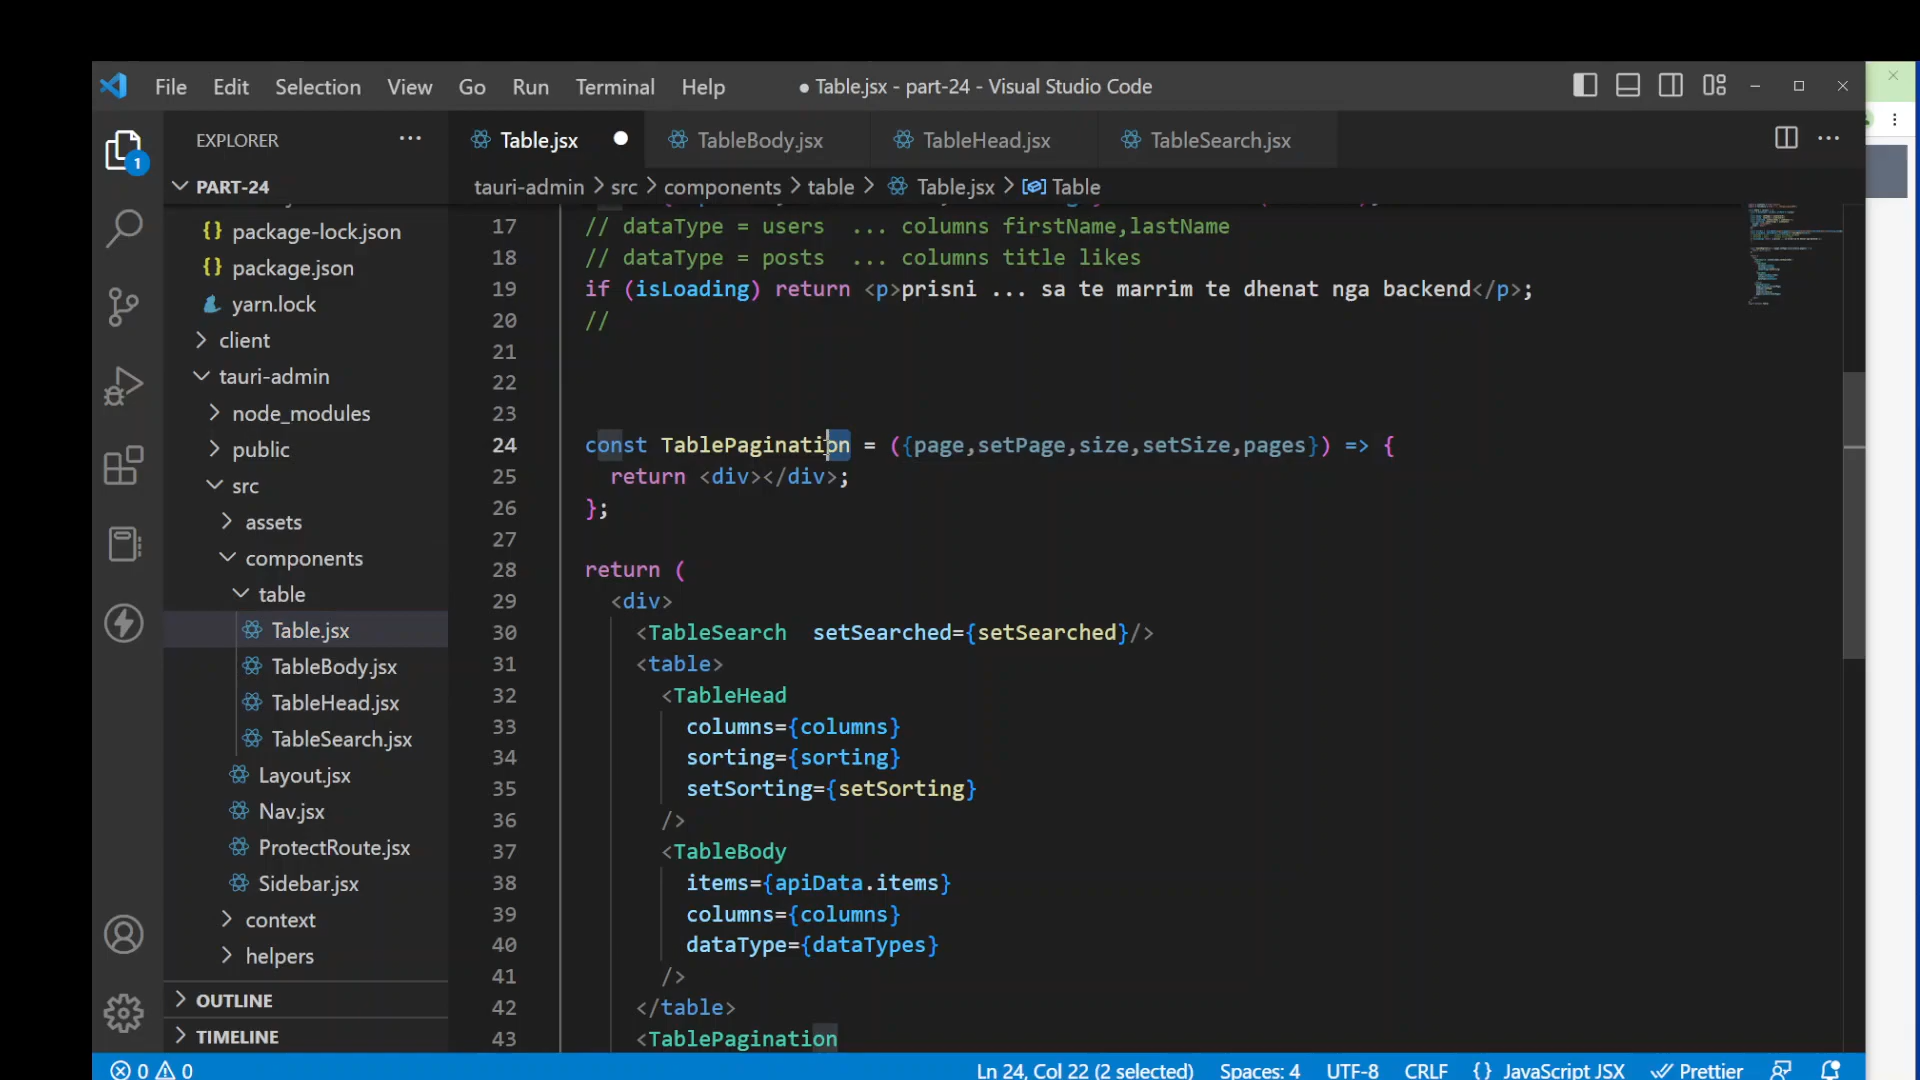 File Edit Selection View Go Run Terminal Help ● Table.jsx - part-24 - Visual Studio Code
EXPLORER ...
Table.jsx TableBody.jsx TableHead.jsx TableSearch.jsx
PART-24
tauri-admin > src > components > table > Table.jsx > Table
package-lock.json
package.json
yarn.lock
client
tauri-admin
node_modules
public
src
assets
components
table
Table.jsx
TableBody.jsx
TableHead.jsx
TableSearch.jsx
Layout.jsx
Nav.jsx
ProtectRoute.jsx
Sidebar.jsx
context
helpers
OUTLINE
TIMELINE
1
17 // dataType = users ... columns firstName,lastName
18 // dataType = posts ... columns title likes
19 if (isLoading) return <p>prisni ... sa te marrim te dhenat nga backend</p>;
20 //
21
22
23
24 const TablePagination = ({page,setPage,size,setSize,pages}) => {
25 return <div></div>;
26 };
27
28 return (
29 <div>
30 <TableSearch setSearched={setSearched}/>
31 <table>
32 <TableHead
33 columns={columns}
34 sorting={sorting}
35 setSorting={setSorting}
36 />
37 <TableBody
38 items={apiData.items}
39 columns={columns}
40 dataType={dataTypes}
41 />
42 </table>
43 <TablePagination
0 0 Ln 24, Col 22 (2 selected) Spaces: 4 UTF-8 CRLF {} JavaScript JSX Prettier